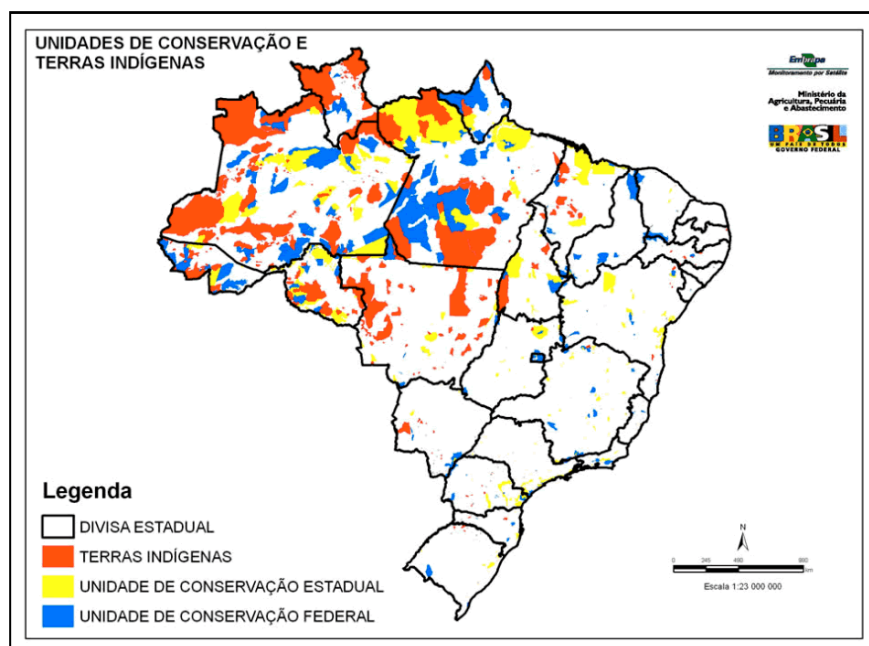 UNIDADES DE CONSERVAÇÃO E
TERRAS INDÍGENAS
Embrapa
Monitoramento por Satélite
Ministério da
Agricultura, Pecuária
e Abastecimento
BRASIL
UM PAÍS DE TODOS
GOVERNO FEDERAL
Legenda
DIVISA ESTADUAL
TERRAS INDÍGENAS
UNIDADE DE CONSERVAÇÃO ESTADUAL
UNIDADE DE CONSERVAÇÃO FEDERAL
N
0
km
Escala 1:23 000 000